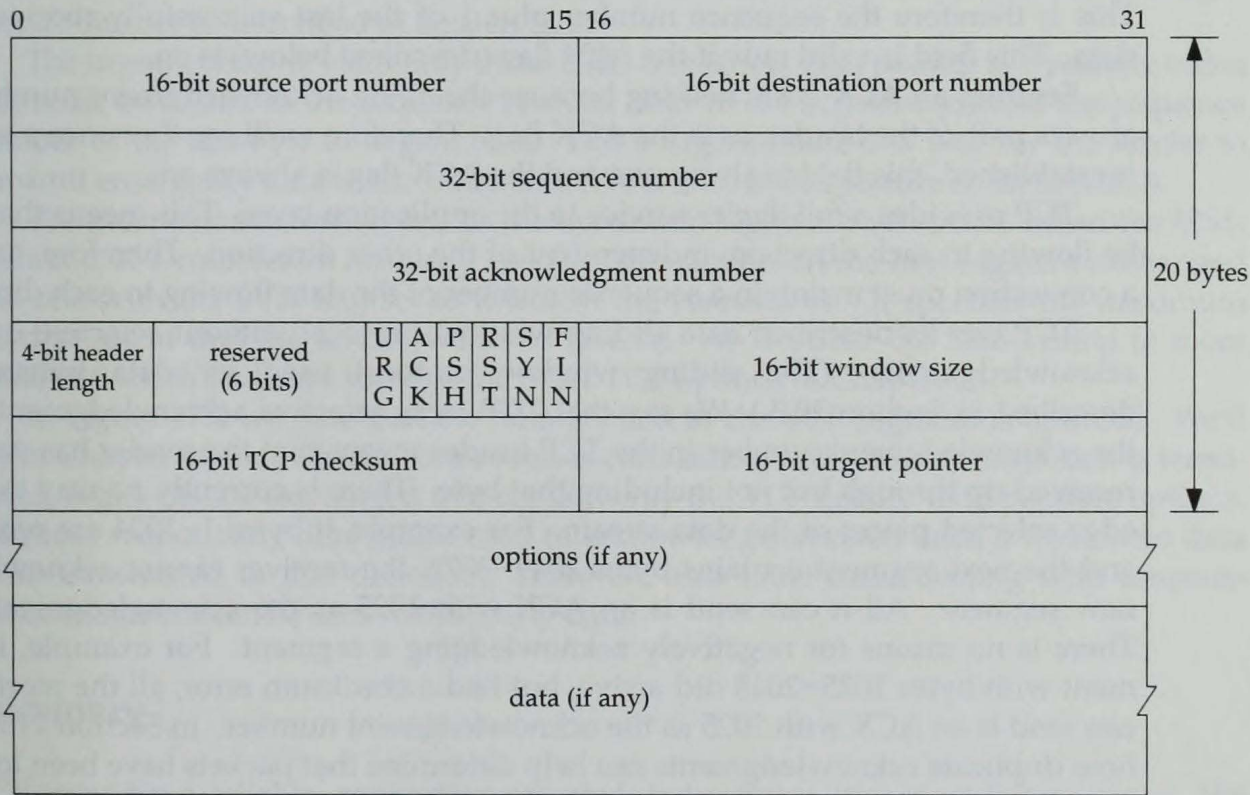 0 15 16 31
16-bit source port number 16-bit destination port number
32-bit sequence number
32-bit acknowledgment number
20 bytes
4-bit header
length
reserved
(6 bits)
U A P R S F
R C S S Y I
G K H T N N
16-bit window size
16-bit TCP checksum 16-bit urgent pointer
options (if any)
data (if any)